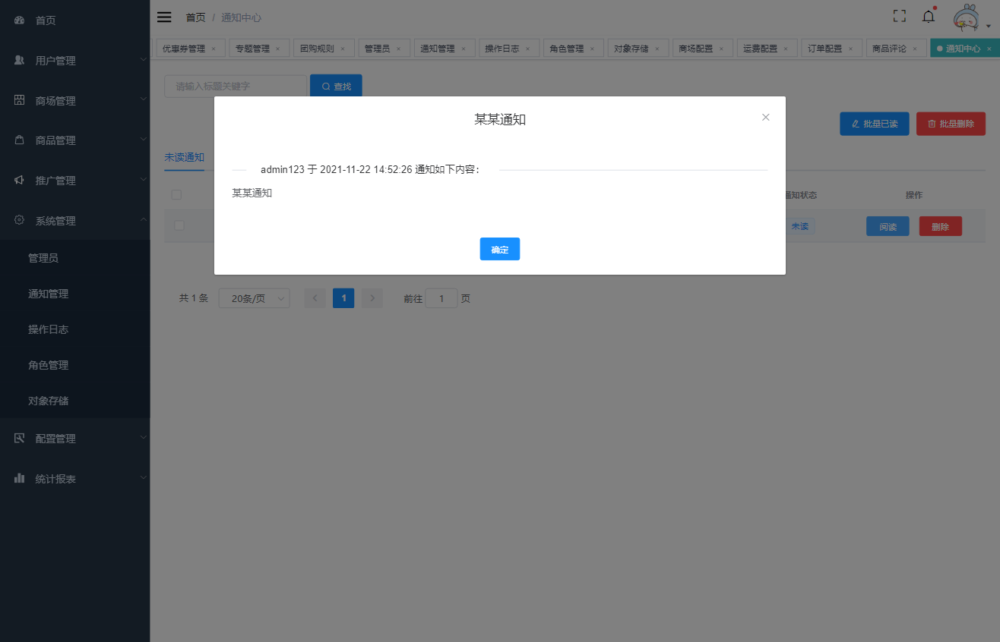 首页
用户管理
商场管理
商品管理
推广管理
系统管理
管理员
通知管理
操作日志
角色管理
对象存储
配置管理
统计报表
首页 / 通知中心
优惠券管理 × 专题管理 × 团购规则 × 管理员 × 通知管理 × 操作日志 × 角色管理 × 对象存储 × 商场配置 × 运费配置 × 订单配置 × 商品评论 × 通知中心 ×
请输入标题关键字 查找
批量已读 批量删除
未读通知
通知状态 操作
未读 阅读 删除
某某通知
admin123 于 2021-11-22 14:52:26 通知如下内容：
某某通知
确定
共 1 条 20条/页 1 前往 1 页